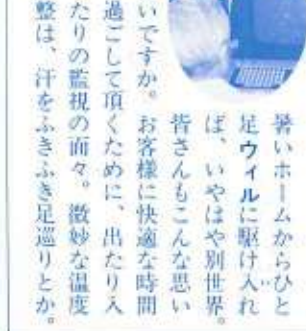 暑いホームからひと
足ウィルに駆け入れ
ば、いやはや別世界。
皆さんもこんな思い
いですか。お客様に快適な時間
過ごして頂くために、出たり入
たりの監視の面々。微妙な温度
整は、汗をふきふき足巡りとか。